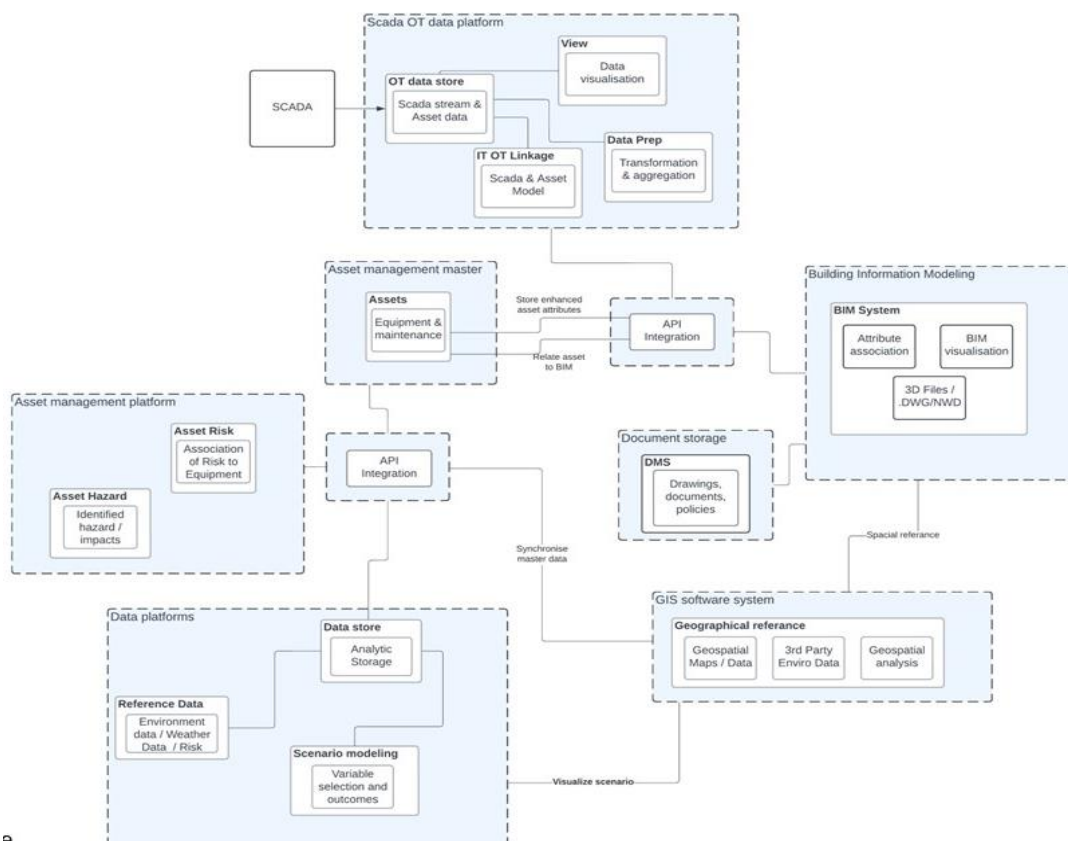 Scada OT data platform
View
Data
visualisation
OT data store
Scada stream &
Asset data
SCADA
Data Prep
Transformation
& aggregation
IT OT Linkage
Scada & Asset
Model
Asset management master
Assets
Equipment &
maintenance
Store enhanced
asset attributes
Relate asset
to BIM
API
Integration
Building Information Modeling
BIM System
Attribute
association
BIM
visualisation
3D Files /
.DWG/NWD
Asset management platform
Asset Risk
Association
of Risk to
Equipment
Asset Hazard
Identified
hazard /
impacts
API
Integration
Document storage
DMS
Drawings,
documents,
policies
Synchronise
master data
Spacial referance
GIS software system
Geographical referance
Geospatial
Maps / Data
3rd Party
Enviro Data
Geospatial
analysis
Data platforms
Data store
Analytic
Storage
Reference Data
Environment
data / Weather
Data / Risk
Scenario modeling
Variable
selection and
outcomes
Visualize scenario